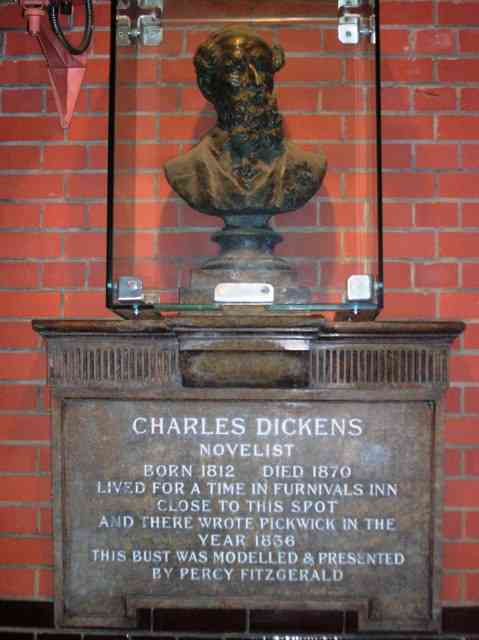 CHARLES DICKENS
NOVELIST
BORN 1812 DIED 1870
LIVED FOR A TIME IN FURNIVALS INN
CLOSE TO THIS SPOT
AND THERE WROTE PICKWICK IN THE
YEAR 1836
THIS BUST WAS MODELLED & PRESENTED
BY PERCY FITZGERALD